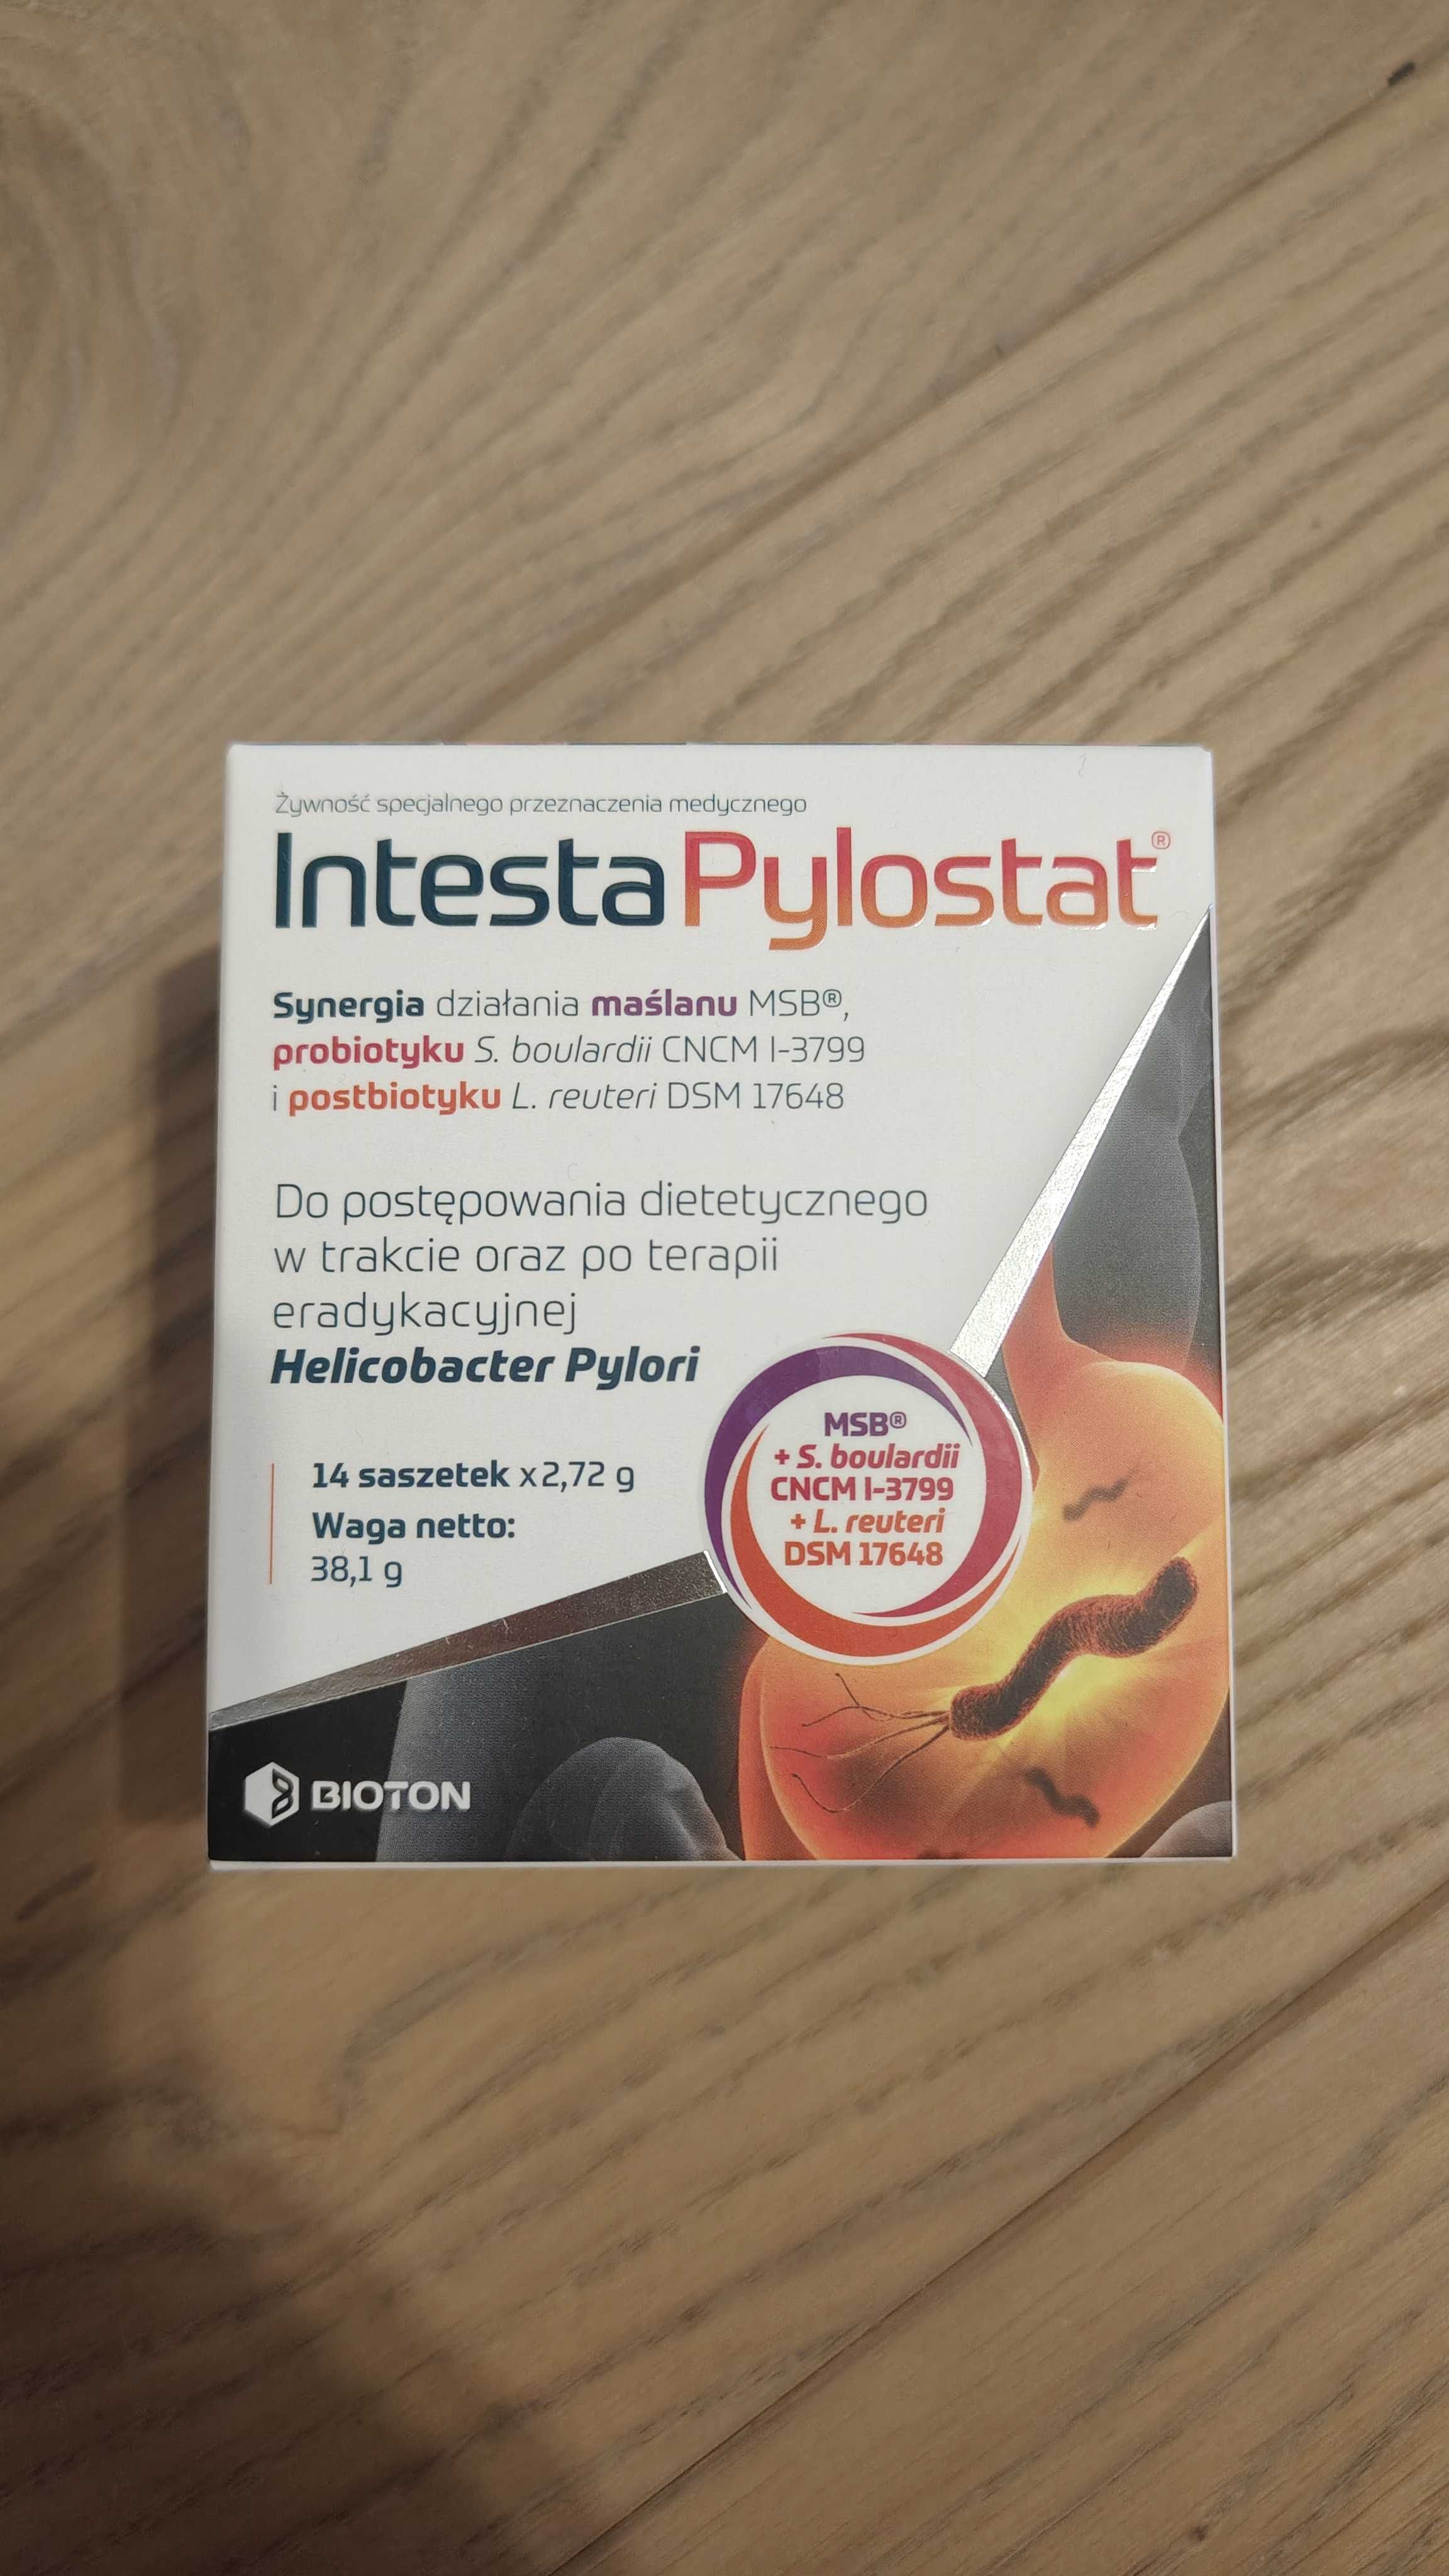 Żywność specjalnego przeznaczenia medycznego
IntestaPylostat®
Synergia działania maślanu MSB®,
probiotyku S. boulardii CNCM I-3799
i postbiotyku L. reuteri DSM 17648
Do postępowania dietetycznego
w trakcie oraz po terapii
eradykacyjnej
Helicobacter Pylori
14 saszetek x 2,72 g
Waga netto:
38,1 g
MSB®
+ S. boulardii
CNCM I-3799
+ L. reuteri
DSM 17648
BIOTON